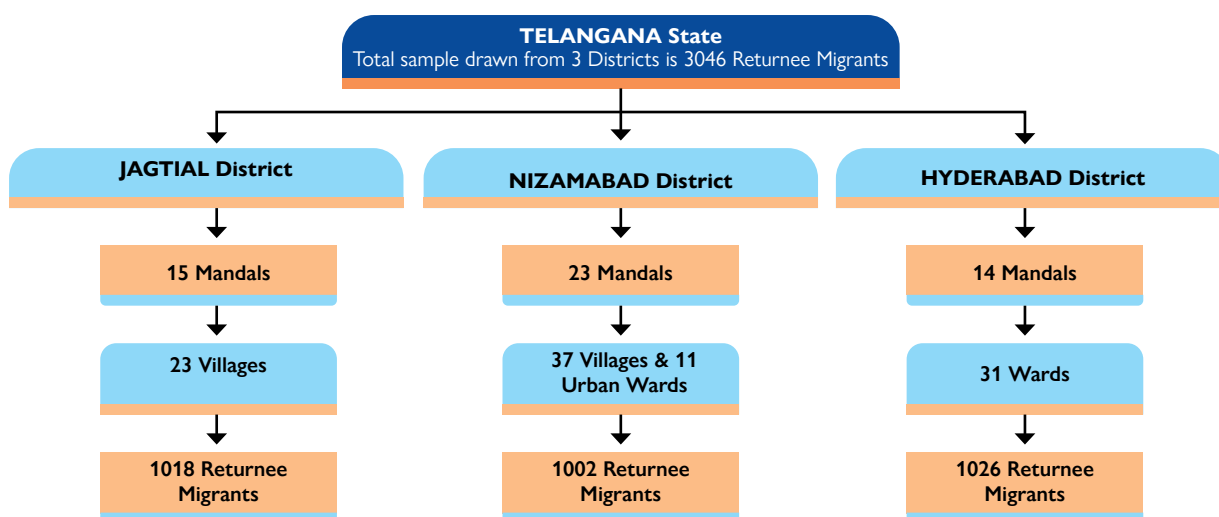 TELANGANA State
Total sample drawn from 3 Districts is 3046 Returnee Migrants
JAGTIAL District
NIZAMABAD District
HYDERABAD District
15 Mandals
23 Mandals
14 Mandals
23 Villages
37 Villages & 11
Urban Wards
31 Wards
1018 Returnee
Migrants
1002 Returnee
Migrants
1026 Returnee
Migrants